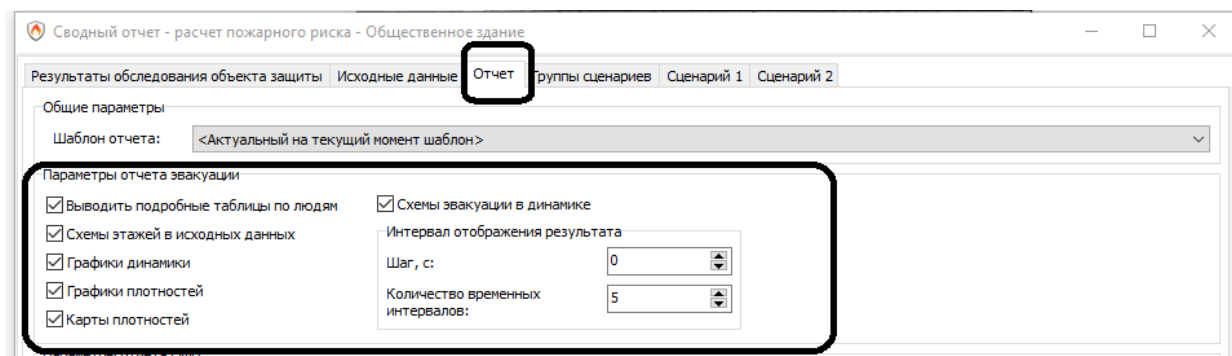 Сводный отчет - расчет пожарного риска - Общественное здание
Результаты обследования объекта защиты Исходные данные Отчет Группы сценариев Сценарий 1 Сценарий 2
Общие параметры
Шаблон отчета: <Актуальный на текущий момент шаблон>
Параметры отчета эвакуации
Выводить подробные таблицы по людям
Схемы эвакуации в динамике
Схемы этажей в исходных данных
Интервал отображения результата
Графики динамики
Шаг, с: 0
Графики плотностей
Количество временных
интервалов: 5
Карты плотностей